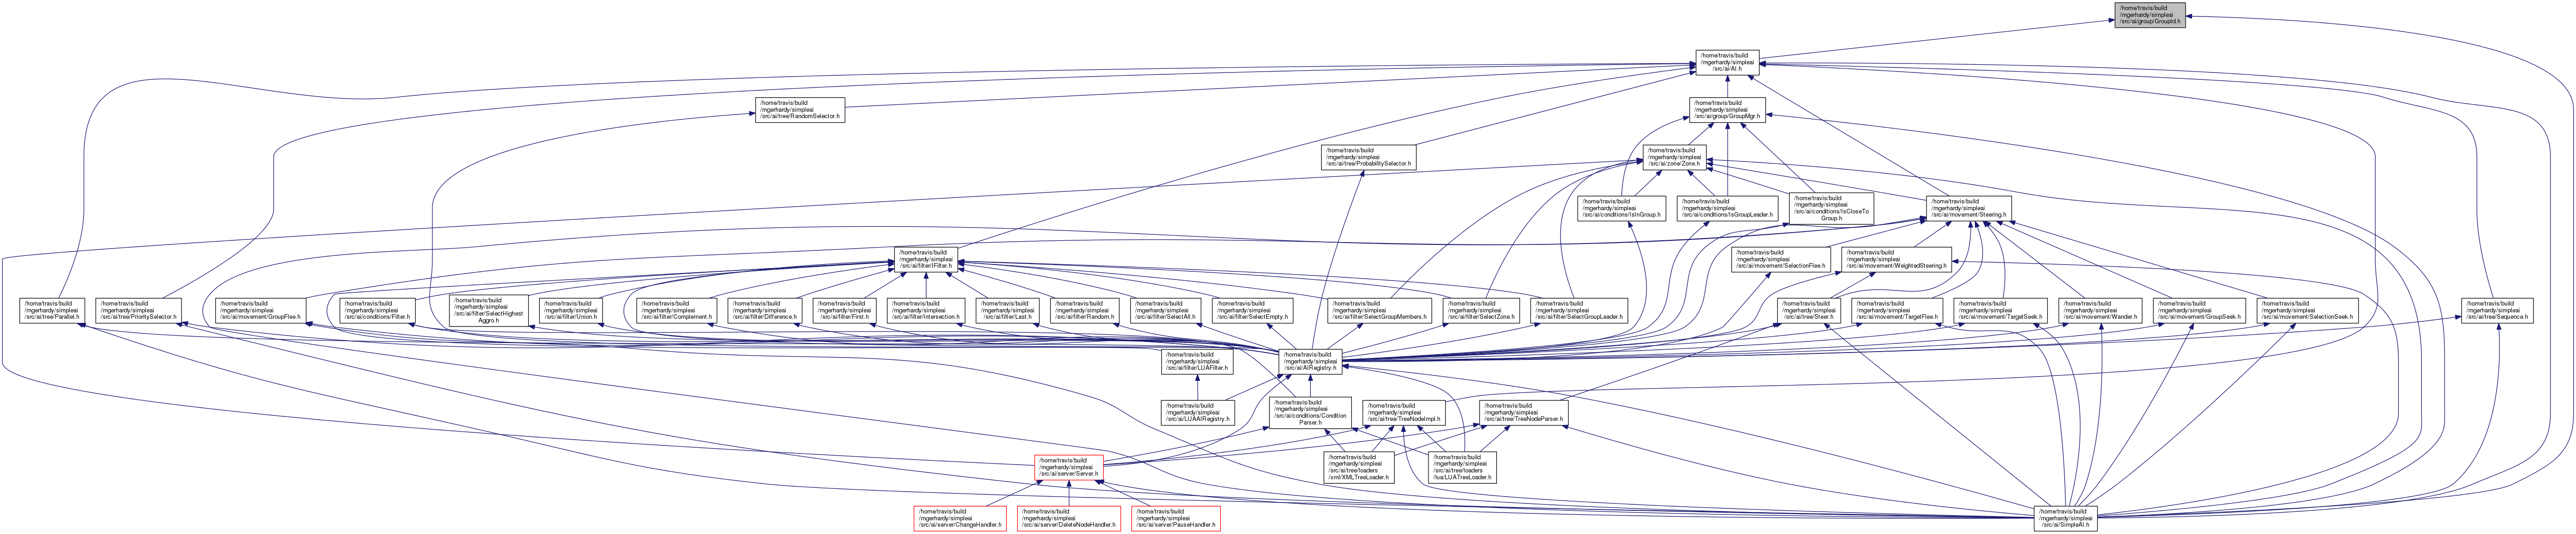 /home/travis/build
/mgerhardy/simpleai
/src/ai/group/GroupId.h
/home/travis/build
/mgerhardy/simpleai
/src/ai/AI.h
/home/travis/build
/mgerhardy/simpleai
/src/ai/tree/RandomSelector.h
/home/travis/build
/mgerhardy/simpleai
/src/ai/group/GroupMgr.h
/home/travis/build
/mgerhardy/simpleai
/src/ai/tree/ProbabilitySelector.h
/home/travis/build
/mgerhardy/simpleai
/src/ai/zone/Zone.h
/home/travis/build
/mgerhardy/simpleai
/src/ai/conditions/IsInGroup.h
/home/travis/build
/mgerhardy/simpleai
/src/ai/conditions/IsGroupLeader.h
/home/travis/build
/mgerhardy/simpleai
/src/ai/conditions/IsCloseTo
Group.h
/home/travis/build
/mgerhardy/simpleai
/src/ai/movement/Steering.h
/home/travis/build
/mgerhardy/simpleai
/src/ai/filter/IFilter.h
/home/travis/build
/mgerhardy/simpleai
/src/ai/movement/SelectionFlee.h
/home/travis/build
/mgerhardy/simpleai
/src/ai/movement/WeightedSteering.h
/home/travis/build
/mgerhardy/simpleai
/src/ai/tree/Parallel.h
/home/travis/build
/mgerhardy/simpleai
/src/ai/tree/PrioritySelector.h
/home/travis/build
/mgerhardy/simpleai
/src/ai/movement/GroupFlee.h
/home/travis/build
/mgerhardy/simpleai
/src/ai/conditions/Filter.h
/home/travis/build
/mgerhardy/simpleai
/src/ai/filter/SelectHighest
Aggro.h
/home/travis/build
/mgerhardy/simpleai
/src/ai/filter/Union.h
/home/travis/build
/mgerhardy/simpleai
/src/ai/filter/Complement.h
/home/travis/build
/mgerhardy/simpleai
/src/ai/filter/Difference.h
/home/travis/build
/mgerhardy/simpleai
/src/ai/filter/First.h
/home/travis/build
/mgerhardy/simpleai
/src/ai/filter/Intersection.h
/home/travis/build
/mgerhardy/simpleai
/src/ai/filter/Last.h
/home/travis/build
/mgerhardy/simpleai
/src/ai/filter/Random.h
/home/travis/build
/mgerhardy/simpleai
/src/ai/filter/SelectAll.h
/home/travis/build
/mgerhardy/simpleai
/src/ai/filter/SelectEmpty.h
/home/travis/build
/mgerhardy/simpleai
/src/ai/filter/SelectGroupMembers.h
/home/travis/build
/mgerhardy/simpleai
/src/ai/filter/SelectZone.h
/home/travis/build
/mgerhardy/simpleai
/src/ai/filter/SelectGroupLeader.h
/home/travis/build
/mgerhardy/simpleai
/src/ai/tree/Steer.h
/home/travis/build
/mgerhardy/simpleai
/src/ai/movement/TargetFlee.h
/home/travis/build
/mgerhardy/simpleai
/src/ai/movement/TargetSeek.h
/home/travis/build
/mgerhardy/simpleai
/src/ai/movement/Wander.h
/home/travis/build
/mgerhardy/simpleai
/src/ai/movement/GroupSeek.h
/home/travis/build
/mgerhardy/simpleai
/src/ai/movement/SelectionSeek.h
/home/travis/build
/mgerhardy/simpleai
/src/ai/tree/Sequence.h
/home/travis/build
/mgerhardy/simpleai
/src/ai/filter/LUAFilter.h
/home/travis/build
/mgerhardy/simpleai
/src/ai/AIRegistry.h
/home/travis/build
/mgerhardy/simpleai
/src/ai/LUAAIRegistry.h
/home/travis/build
/mgerhardy/simpleai
/src/ai/conditions/Condition
Parser.h
/home/travis/build
/mgerhardy/simpleai
/src/ai/tree/TreeNodeImpl.h
/home/travis/build
/mgerhardy/simpleai
/src/ai/tree/TreeNodeParser.h
/home/travis/build
/mgerhardy/simpleai
/src/ai/server/Server.h
/home/travis/build
/mgerhardy/simpleai
/src/ai/tree/loaders
/xml/XMLTreeLoader.h
/home/travis/build
/mgerhardy/simpleai
/src/ai/tree/loaders
/lua/LUATreeLoader.h
/home/travis/build
/mgerhardy/simpleai
/src/ai/server/ChangeHandler.h
/home/travis/build
/mgerhardy/simpleai
/src/ai/server/DeleteNodeHandler.h
/home/travis/build
/mgerhardy/simpleai
/src/ai/server/PauseHandler.h
/home/travis/build
/mgerhardy/simpleai
/src/ai/SimpleAI.h